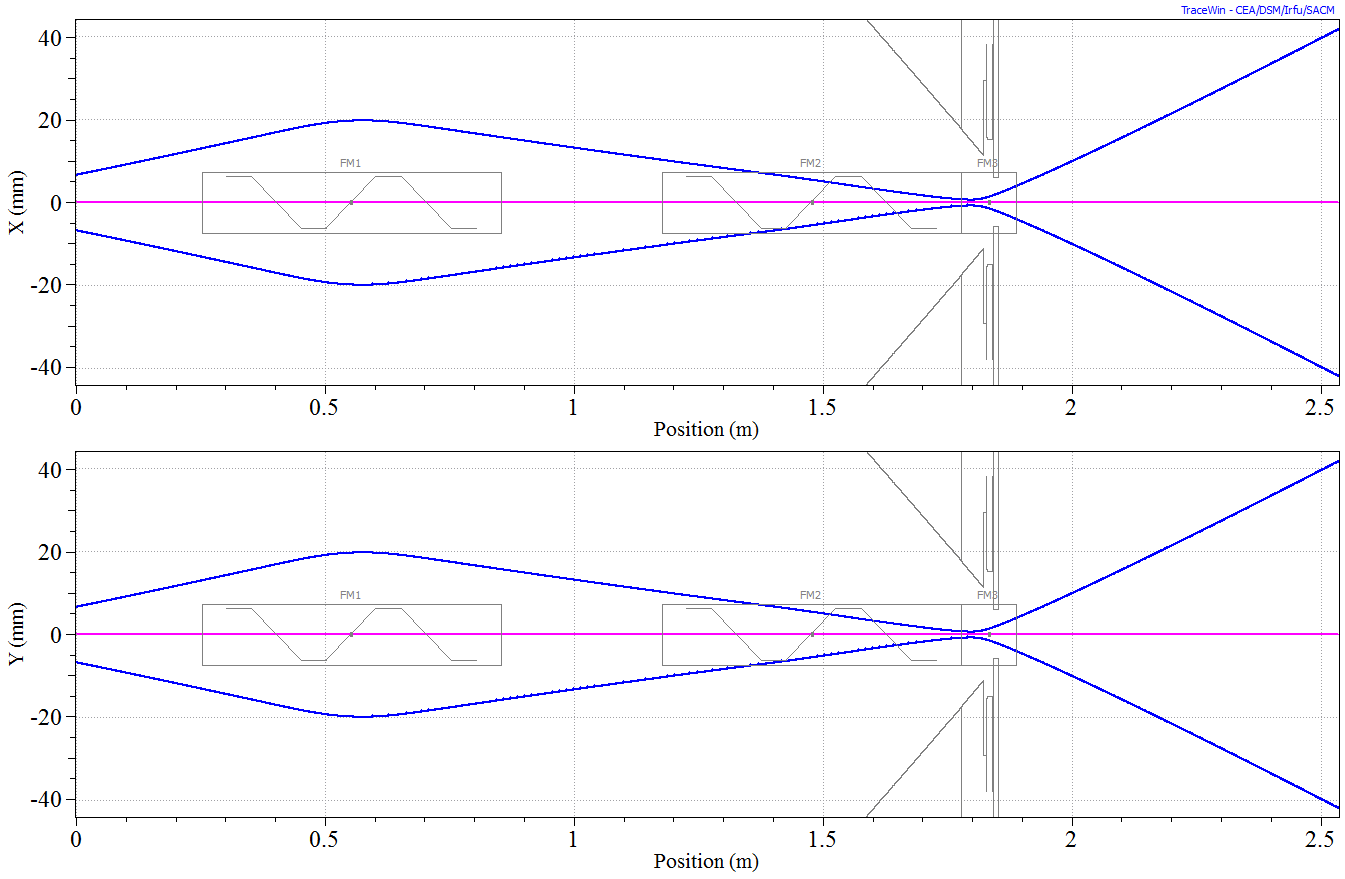 TraceWin - CEA/DSM/Irfu/SACM
40
20
0
-20
-40
X (mm)
FM1
FM2
FM3
0
0.5
1
1.5
2
2.5
Position (m)
40
20
0
-20
-40
Y (mm)
FM1
FM2
FM3
0
0.5
1
1.5
2
2.5
Position (m)